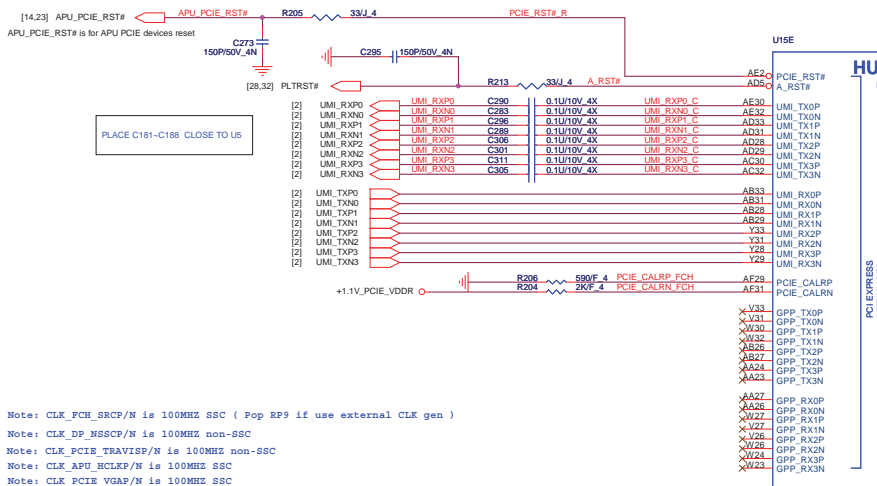 [14,23] APU_PCIE_RST# APU_PCIE_RST# R205 33/J_4 PCIE_RST#_R
APU_PCIE_RST# is for APU PCIE devices reset
C273
150P/50V_4N
U15E
C295 150P/50V_4N
HU
[28,32] PLTRST# R213 33/J_4 A_RST#
AE2 PCIE_RST#
AD5 A_RST#
[2] UMI_RXP0 UMI_RXP0 C290 0.1U/10V_4X UMI_RXP0_C AE30 UMI_TX0P
[2] UMI_RXN0 UMI_RXN0 C283 0.1U/10V_4X UMI_RXN0_C AE32 UMI_TX0N
[2] UMI_RXP1 UMI_RXP1 C296 0.1U/10V_4X UMI_RXP1_C AD33 UMI_TX1P
[2] UMI_RXN1 UMI_RXN1 C289 0.1U/10V_4X UMI_RXN1_C AD31 UMI_TX1N
[2] UMI_RXP2 UMI_RXP2 C306 0.1U/10V_4X UMI_RXP2_C AD28 UMI_TX2P
[2] UMI_RXN2 UMI_RXN2 C301 0.1U/10V_4X UMI_RXN2_C AD29 UMI_TX2N
[2] UMI_RXP3 UMI_RXP3 C311 0.1U/10V_4X UMI_RXP3_C AC30 UMI_TX3P
[2] UMI_RXN3 UMI_RXN3 C305 0.1U/10V_4X UMI_RXN3_C AC32 UMI_TX3N
PLACE C181~C188 CLOSE TO U5
[2] UMI_TXP0 AB33 UMI_RX0P
[2] UMI_TXN0 AB31 UMI_RX0N
[2] UMI_TXP1 AB28 UMI_RX1P
[2] UMI_TXN1 AB29 UMI_RX1N
[2] UMI_TXP2 Y33 UMI_RX2P
[2] UMI_TXN2 Y31 UMI_RX2N
[2] UMI_TXP3 Y28 UMI_RX3P
[2] UMI_TXN3 Y29 UMI_RX3N
R206 590/F_4 PCIE_CALRP_FCH AF29 PCIE_CALRP
+1.1V_PCIE_VDDR R204 2K/F_4 PCIE_CALRN_FCH AF31 PCIE_CALRN
PCI EXPRESS
V33 GPP_TX0P
V31 GPP_TX0N
W30 GPP_TX1P
W32 GPP_TX1N
AB26 GPP_TX2P
AB27 GPP_TX2N
AA24 GPP_TX3P
AA23 GPP_TX3N
AA27 GPP_RX0P
AA26 GPP_RX0N
W27 GPP_RX1P
V27 GPP_RX1N
V26 GPP_RX2P
W26 GPP_RX2N
W24 GPP_RX3P
W23 GPP_RX3N
Note: CLK_FCH_SRCP/N is 100MHZ SSC ( Pop RP9 if use external CLK gen )
Note: CLK_DP_NSSCP/N is 100MHZ non-SSC
Note: CLK_PCIE_TRAVISP/N is 100MHZ non-SSC
Note: CLK_APU_HCLKP/N is 100MHZ SSC
Note: CLK_PCIE_VGAP/N is 100MHZ SSC